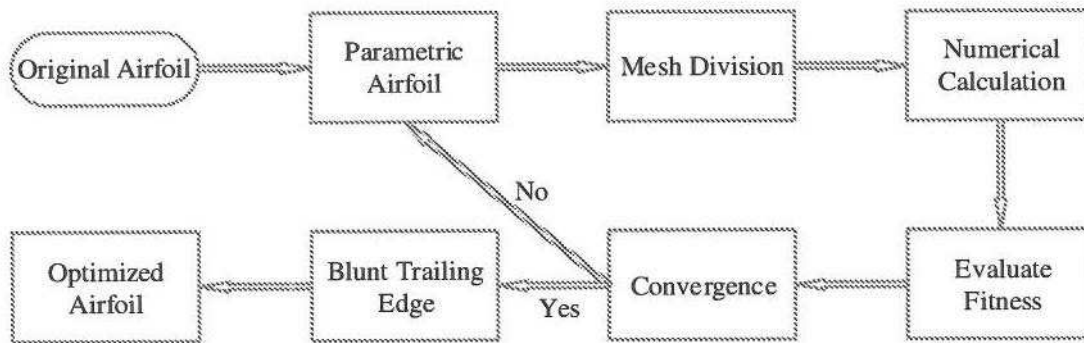 Original Airfoil
Parametric
Airfoil
Mesh Division
Numerical
Calculation
No
Optimized
Airfoil
Blunt Trailing
Edge
Yes
Convergence
Evaluate
Fitness